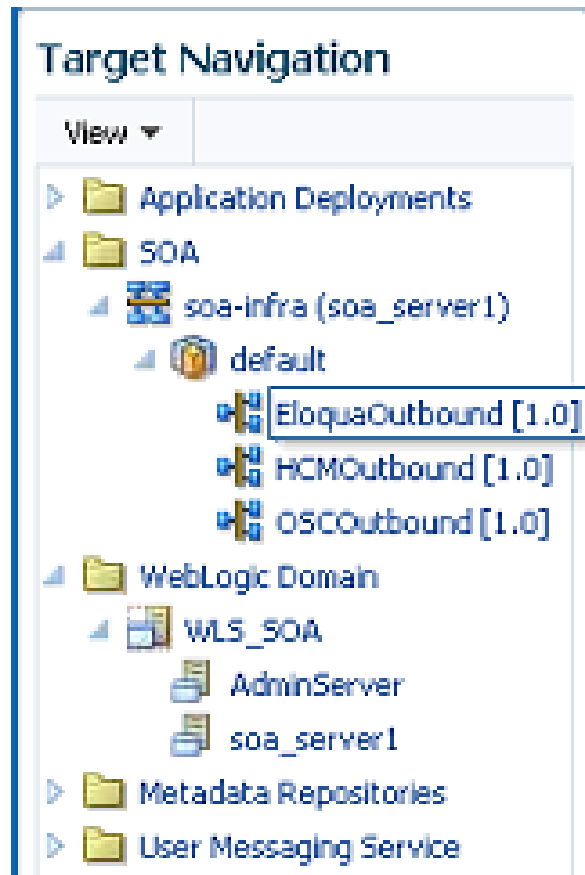 Target Navigation
View
Application Deployments
SOA
soa-infra (soa_server1)
default
EloquaOutbound [1.0]
HCMOutbound [1.0]
OSCOutbound [1.0]
WebLogic Domain
WLS_SOA
AdminServer
soa_server1
Metadata Repositories
User Messaging Service